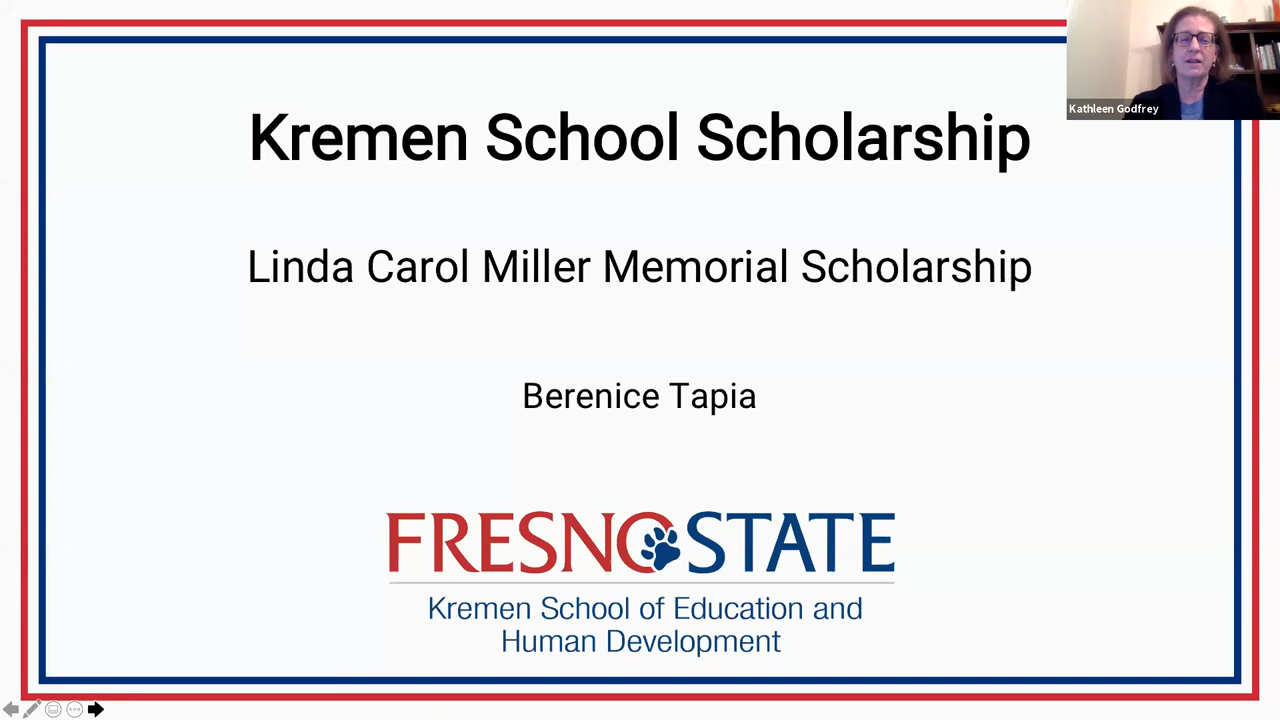 Kathleen Godfrey
Kremen School Scholarship
Linda Carol Miller Memorial Scholarship
Berenice Tapia
FRESNO STATE
Kremen School of Education and
Human Development